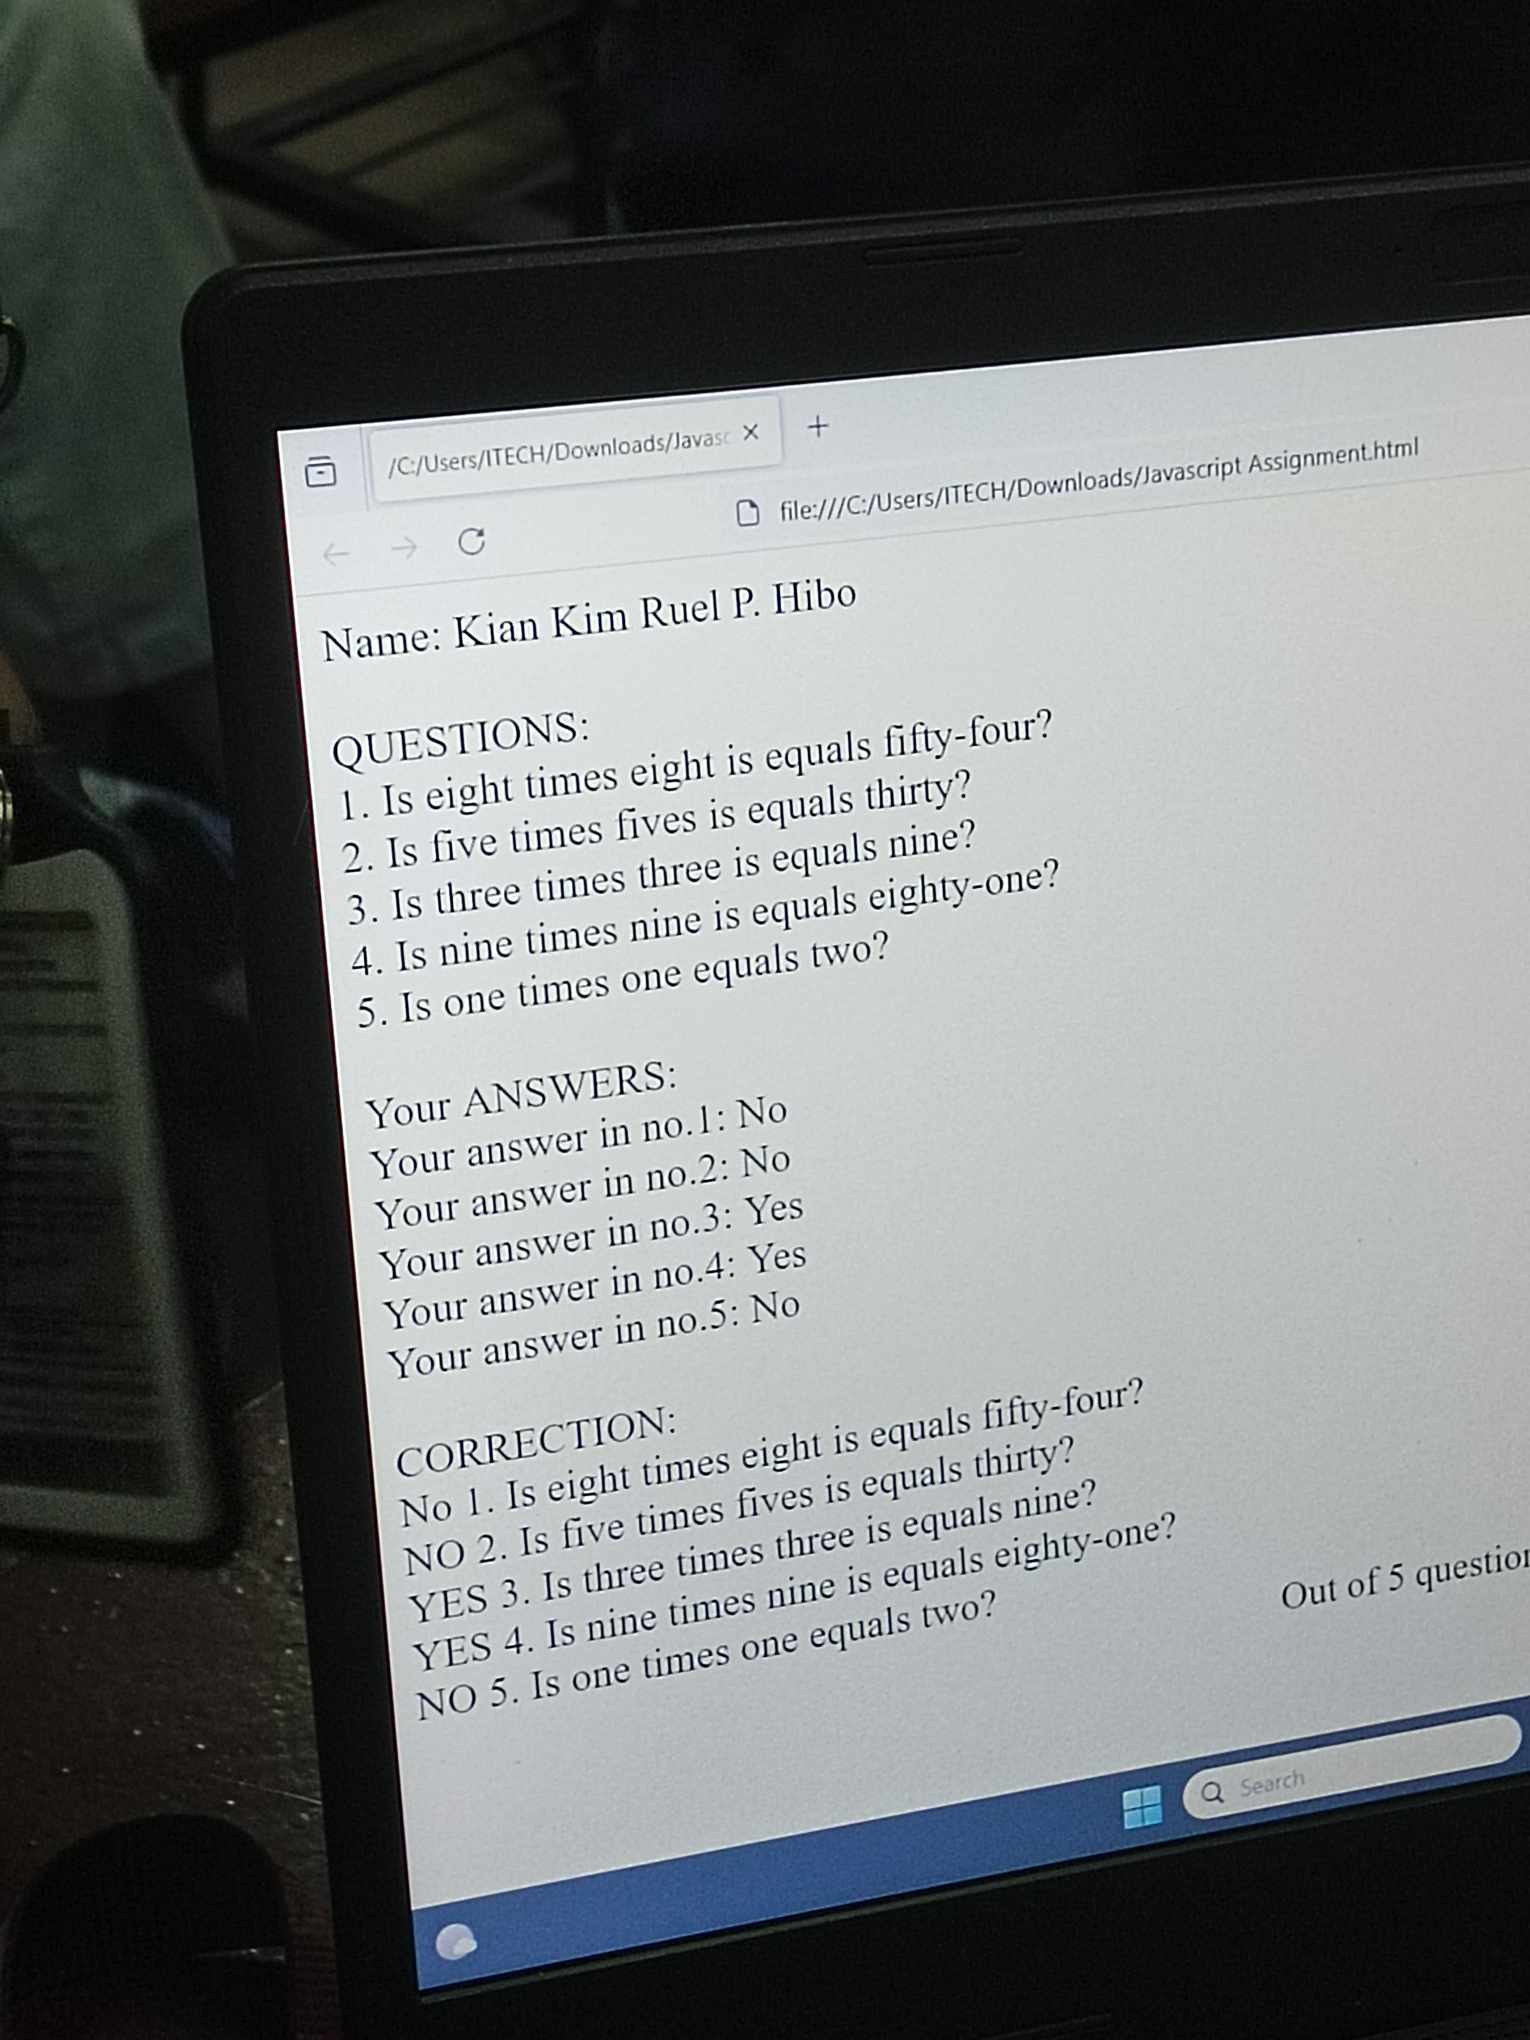 /C:/Users/ITECH/Downloads/Javasc
file:///C:/Users/ITECH/Downloads/Javascript Assignment.html
Name: Kian Kim Ruel P. Hibo
QUESTIONS:
1. Is eight times eight is equals fifty-four?
2. Is five times fives is equals thirty?
3. Is three times three is equals nine?
4. Is nine times nine is equals eighty-one?
5. Is one times one equals two?
Your ANSWERS:
Your answer in no.1: No
Your answer in no.2: No
Your answer in no.3: Yes
Your answer in no.4: Yes
Your answer in no.5: No
CORRECTION:
No 1. Is eight times eight is equals fifty-four?
NO 2. Is five times fives is equals thirty?
YES 3. Is three times three is equals nine?
YES 4. Is nine times nine is equals eighty-one?
NO 5. Is one times one equals two?
Out of 5 question
Search